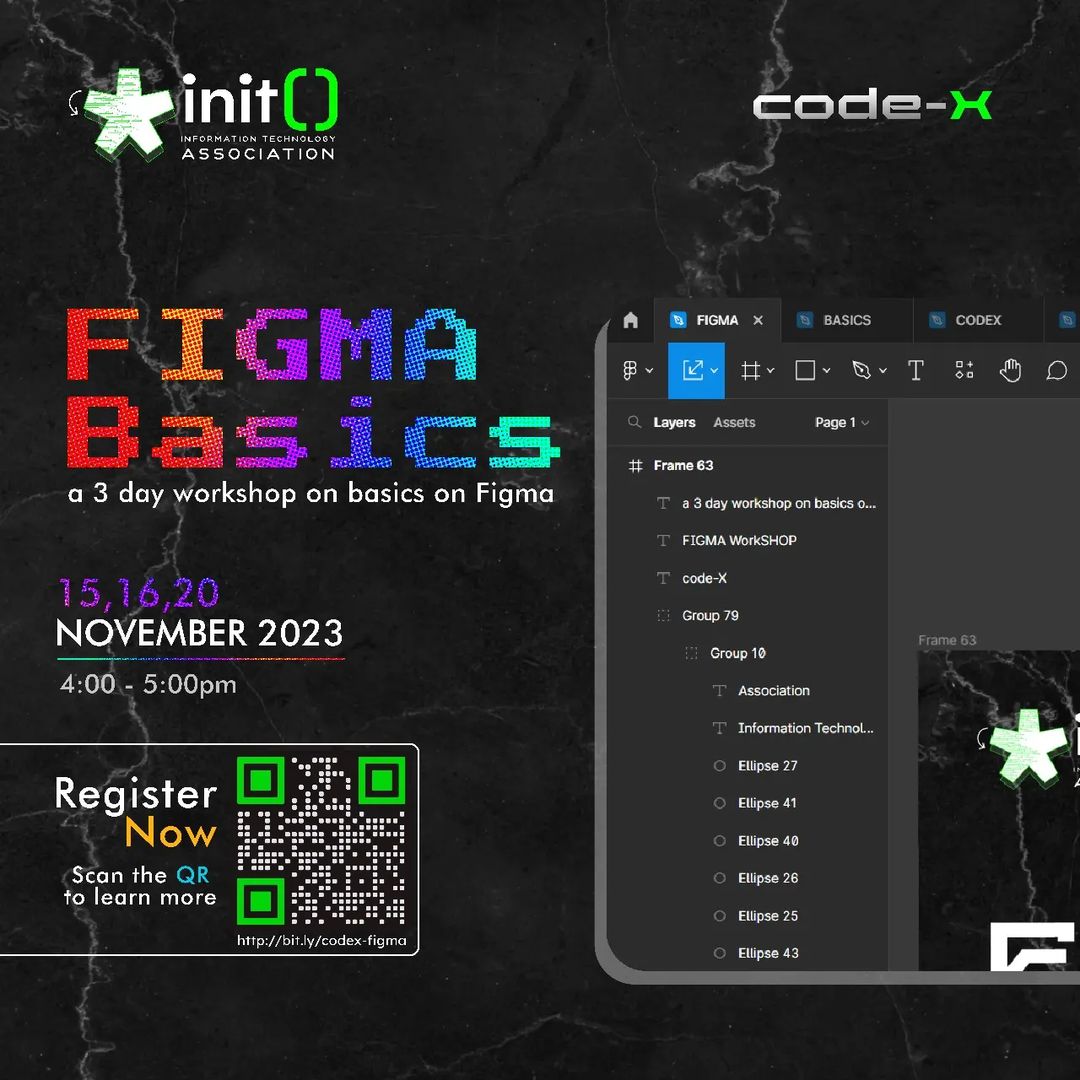 init()
INFORMATION TECHNOLOGY
ASSOCIATION
code-X
FIGMA
Basics
a 3 day workshop on basics on Figma
15,16,20
NOVEMBER 2023
4:00 - 5:00pm
Register
Now
Scan the QR
to learn more
http://bit.ly/codex-figma
FIGMA
BASICS
CODEX
Layers
Assets
Page 1
Frame 63
a 3 day workshop on basics o...
FIGMA WorkSHOP
code-X
Group 79
Group 10
Association
Information Technol...
Ellipse 27
Ellipse 41
Ellipse 40
Ellipse 26
Ellipse 25
Ellipse 43
Frame 63